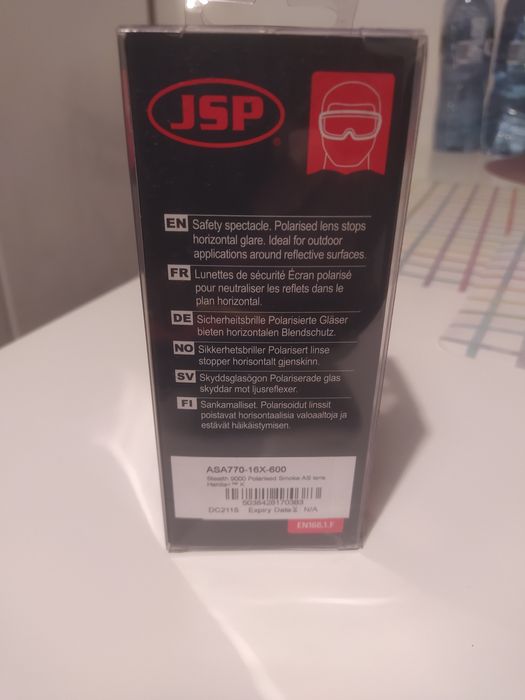 JSP
EN Safety spectacle. Polarised lens stops
horizontal glare. Ideal for outdoor
applications around reflective surfaces.
FR Lunettes de sécurité Écran polarisé
pour neutraliser les reflets dans le
plan horizontal.
DE Sicherheitsbrille Polarisierte Gläser
bieten horizontalen Blendschutz.
NO Sikkerhetsbriller Polarisert linse
stopper horisontalt gjenskinn.
SV Skyddsglasögon Polariserade glas
skyddar mot ljusreflexer.
FI Sankamalliset. Polarisoidut linssit
poistavat horisontaalisia valoaaltoja ja
estävät häikäistymisen.
ASA770-16X-600
Stealth 9000 Polarised Smoke AS lens
Hardia+™ X
5038428170383
DC2115 Expiry Date⌛ N/A
EN166.1.F